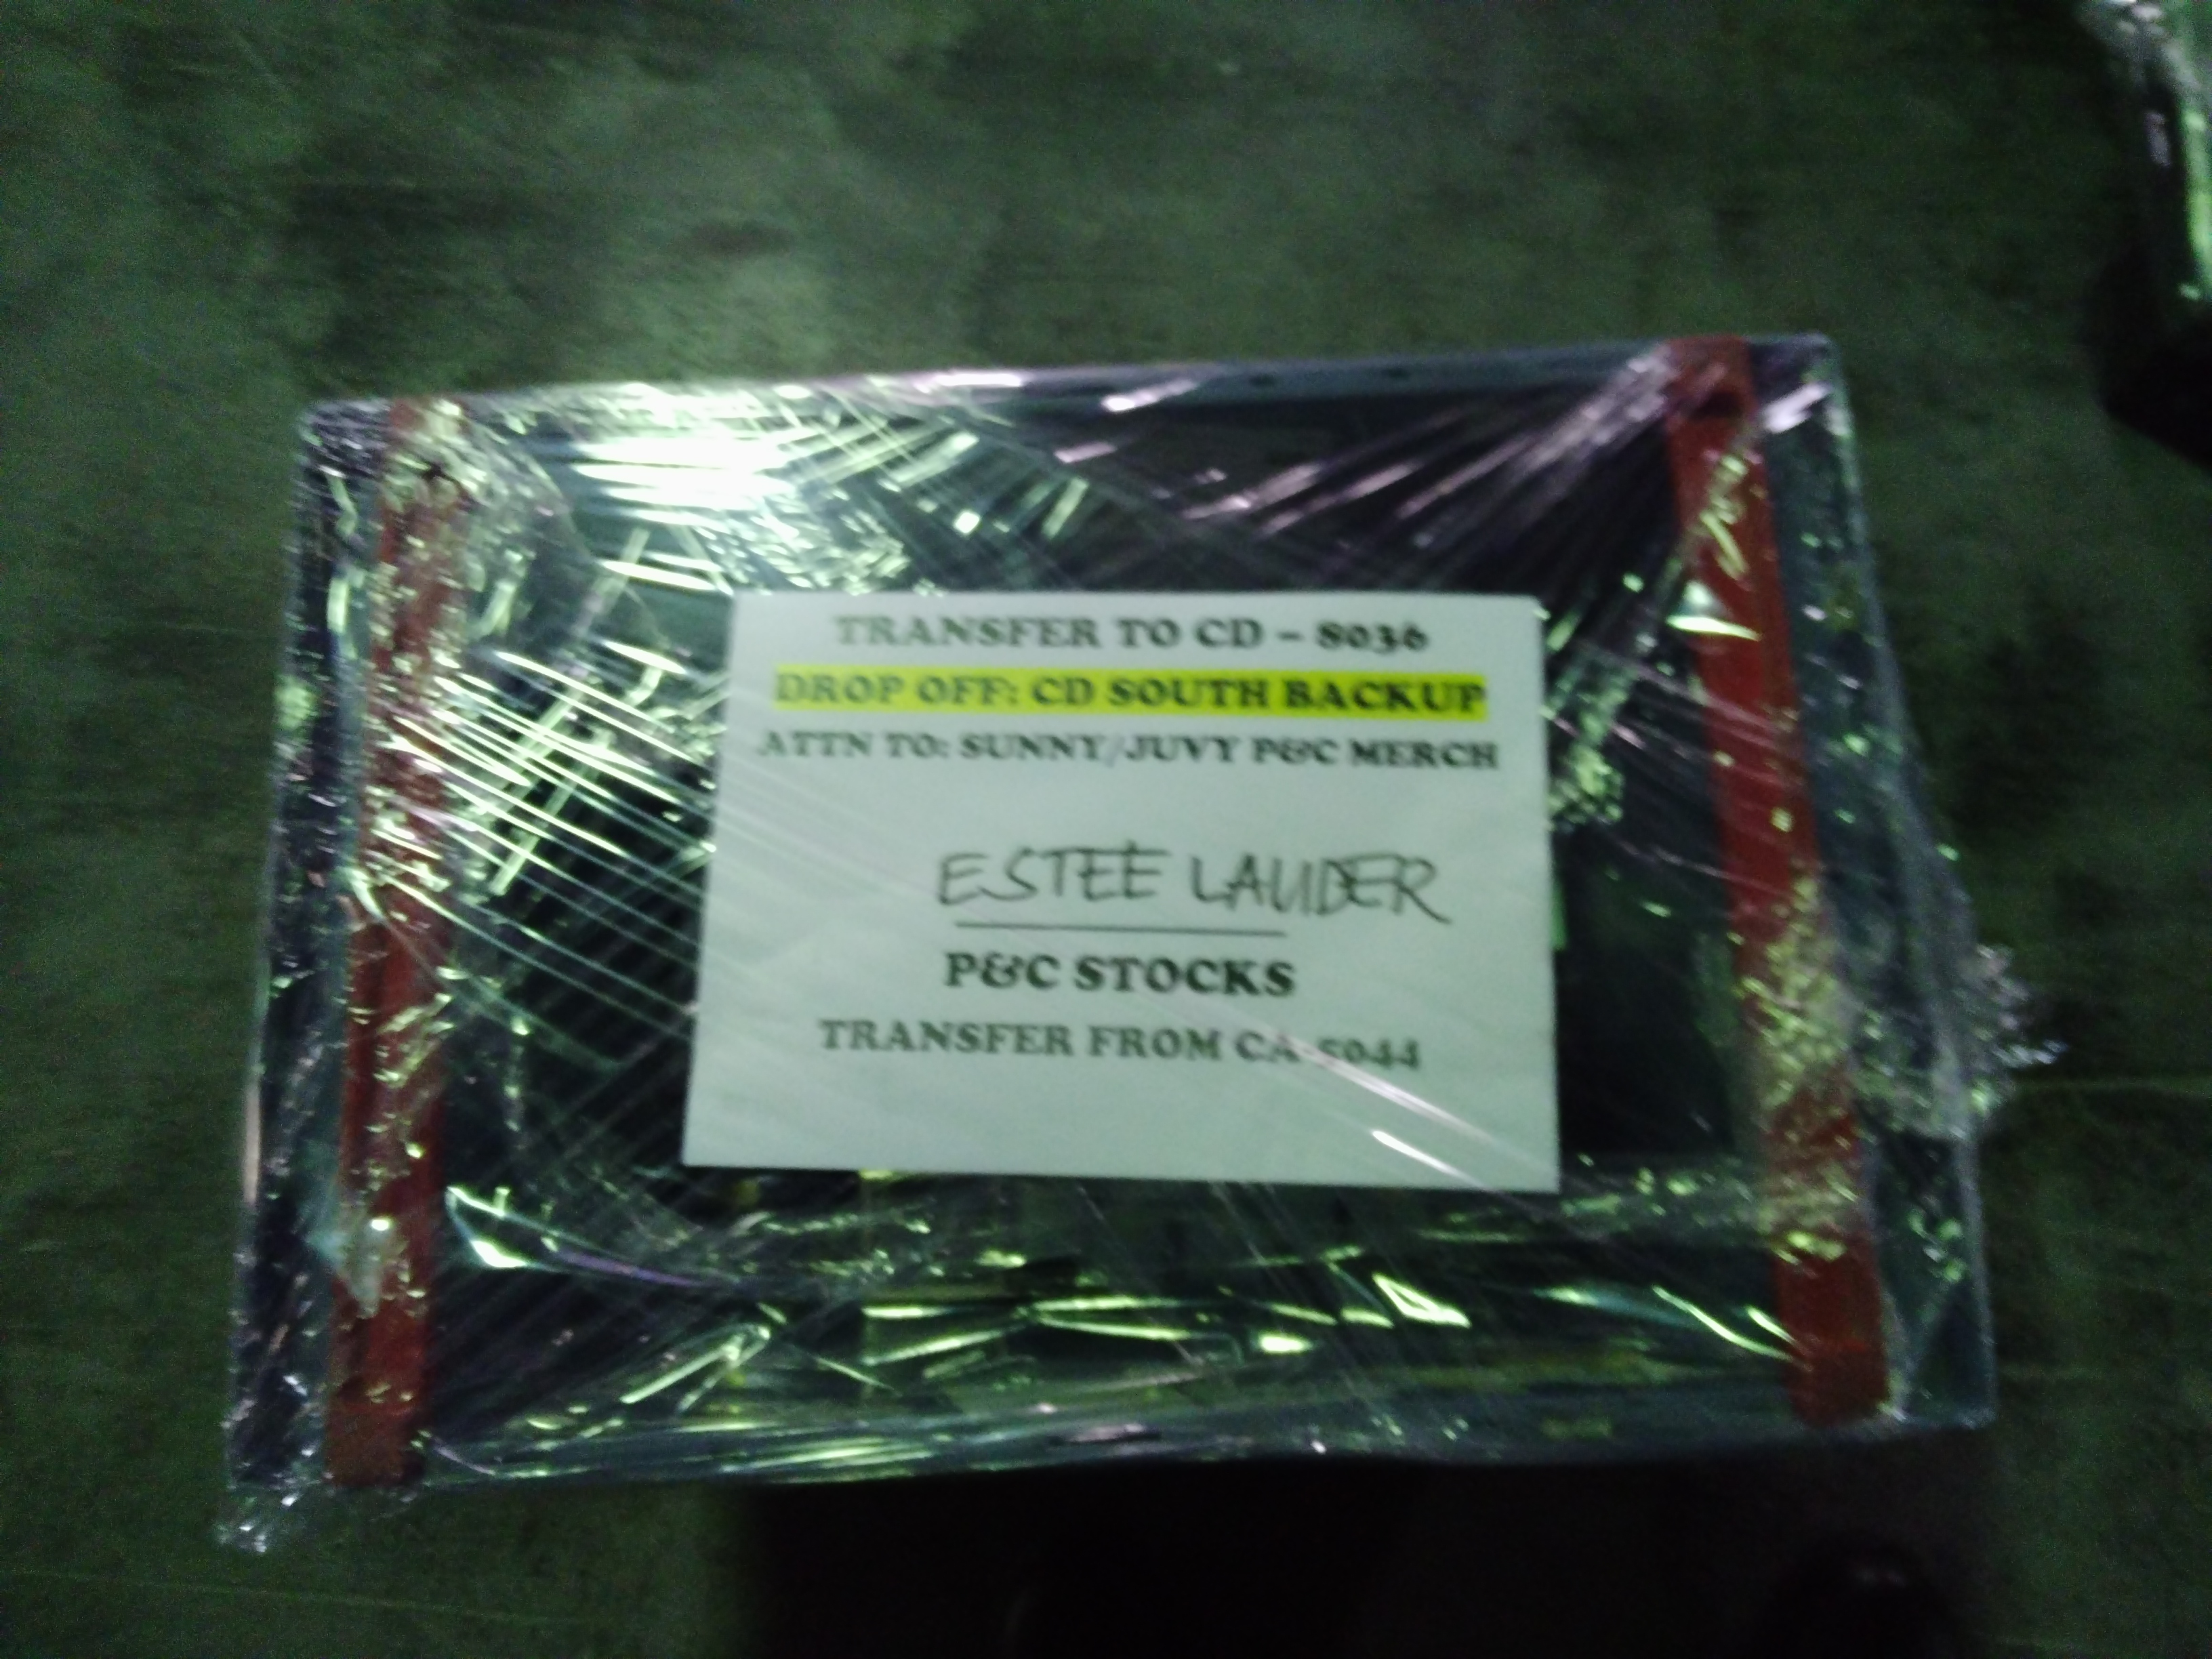 TRANSFER TO CD – 8036
DROP OFF: CD SOUTH BACKUP
ATTN TO: SUNNY/JUVY P&C MERCH
ESTEE LAUDER
P&C STOCKS
TRANSFER FROM CA-5044